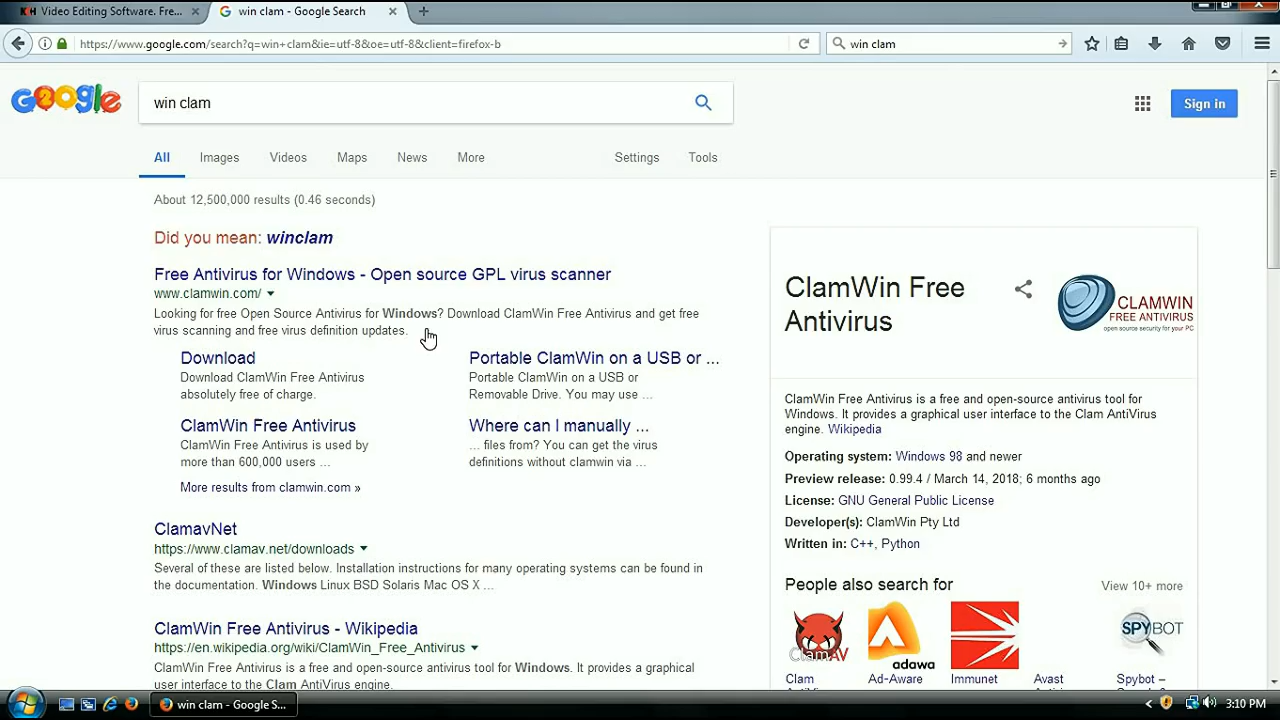 Video Editing Software. Free...
win clam - Google Search
https://www.google.com/search?q=win+clam&ie=utf-8&oe=utf-8&client=firefox-b
win clam
win clam
Sign in
All
Images
Videos
Maps
News
More
Settings
Tools
About 12,500,000 results (0.46 seconds)
Did you mean: winclam
Free Antivirus for Windows - Open source GPL virus scanner
www.clamwin.com/
Looking for free Open Source Antivirus for Windows? Download ClamWin Free Antivirus and get free
virus scanning and free virus definition updates.
Download
Download ClamWin Free Antivirus
absolutely free of charge.
Portable ClamWin on a USB or ...
Portable ClamWin on a USB or
Removable Drive. You may use ...
ClamWin Free Antivirus
ClamWin Free Antivirus is used by
more than 600,000 users ...
Where can I manually ...
... files from? You can get the virus
definitions without clamwin via ...
More results from clamwin.com »
ClamavNet
https://www.clamav.net/downloads
Several of these are listed below. Installation instructions for many operating systems can be found in
the documentation. Windows Linux BSD Solaris Mac OS X ...
ClamWin Free Antivirus - Wikipedia
https://en.wikipedia.org/wiki/ClamWin_Free_Antivirus
ClamWin Free Antivirus is a free and open-source antivirus tool for Windows. It provides a graphical
user interface to the Clam AntiVirus engine.
ClamWin Free
Antivirus
CLAMWIN
FREE ANTIVIRUS
open source security for your PC
ClamWin Free Antivirus is a free and open-source antivirus tool for
Windows. It provides a graphical user interface to the Clam AntiVirus
engine. Wikipedia
Operating system: Windows 98 and newer
Preview release: 0.99.4 / March 14, 2018; 6 months ago
License: GNU General Public License
Developer(s): ClamWin Pty Ltd
Written in: C++, Python
People also search for
View 10+ more
ClamAV
adawa
SPYBOT
Clam
Ad-Aware
Immunet
Avast
Spybot –
win clam - Google S...
3:10 PM